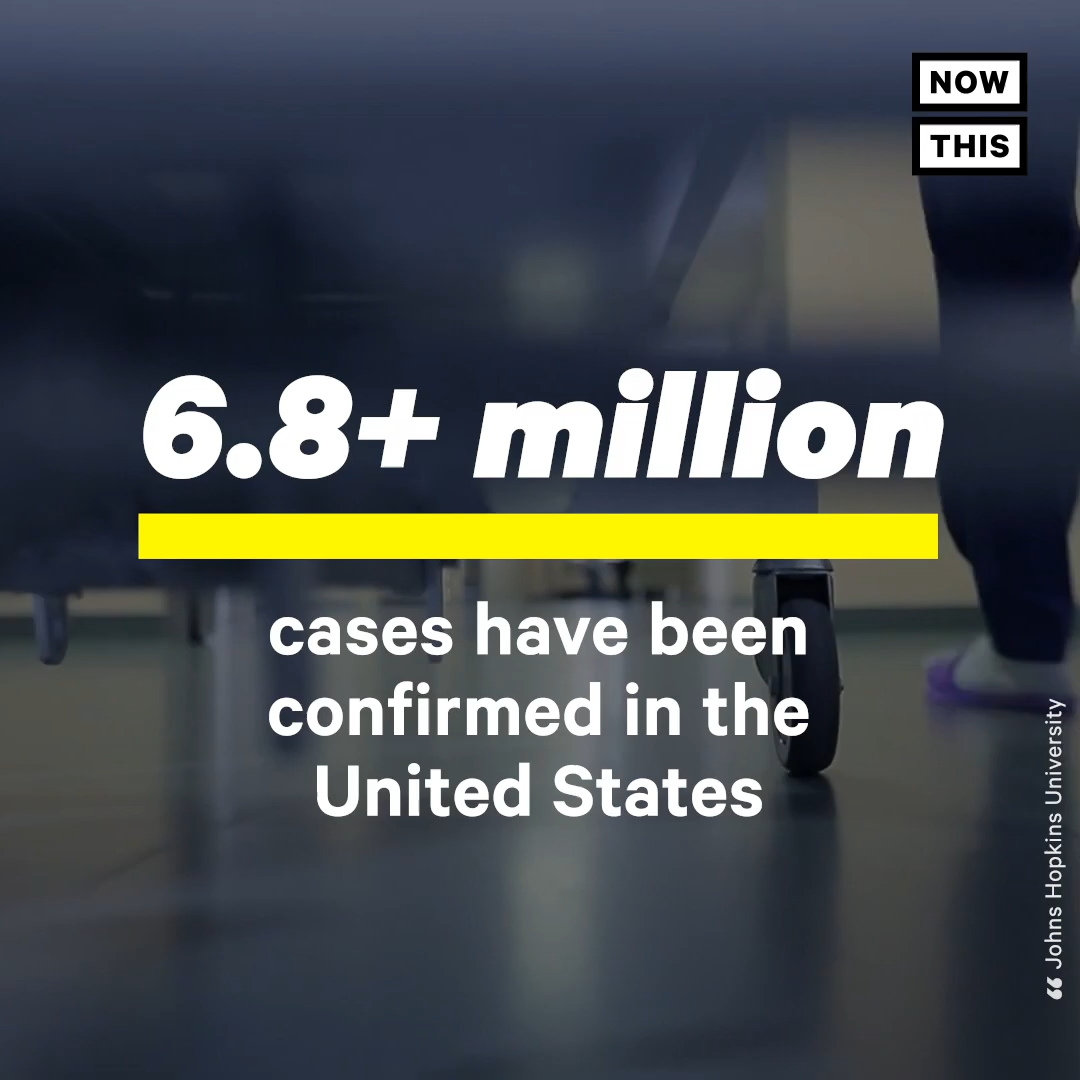 NOW
THIS
6.8+ million
cases have been
confirmed in the
United States
❝ Johns Hopkins University